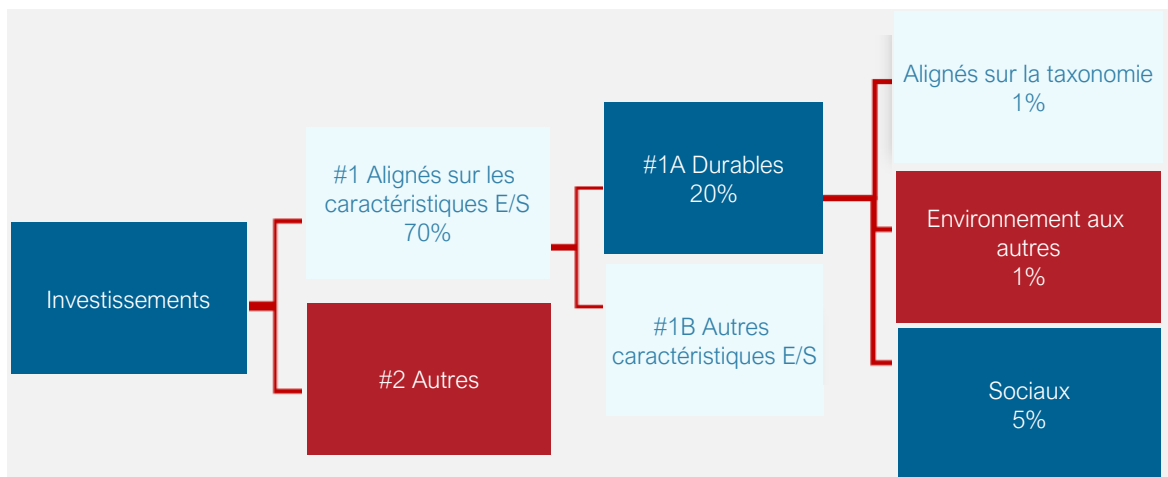 Investissements
#1 Alignés sur les
caractéristiques E/S
70%
#2 Autres
#1A Durables
20%
#1B Autres
caractéristiques E/S
Alignés sur la taxonomie
1%
Environnement aux
autres
1%
Sociaux
5%